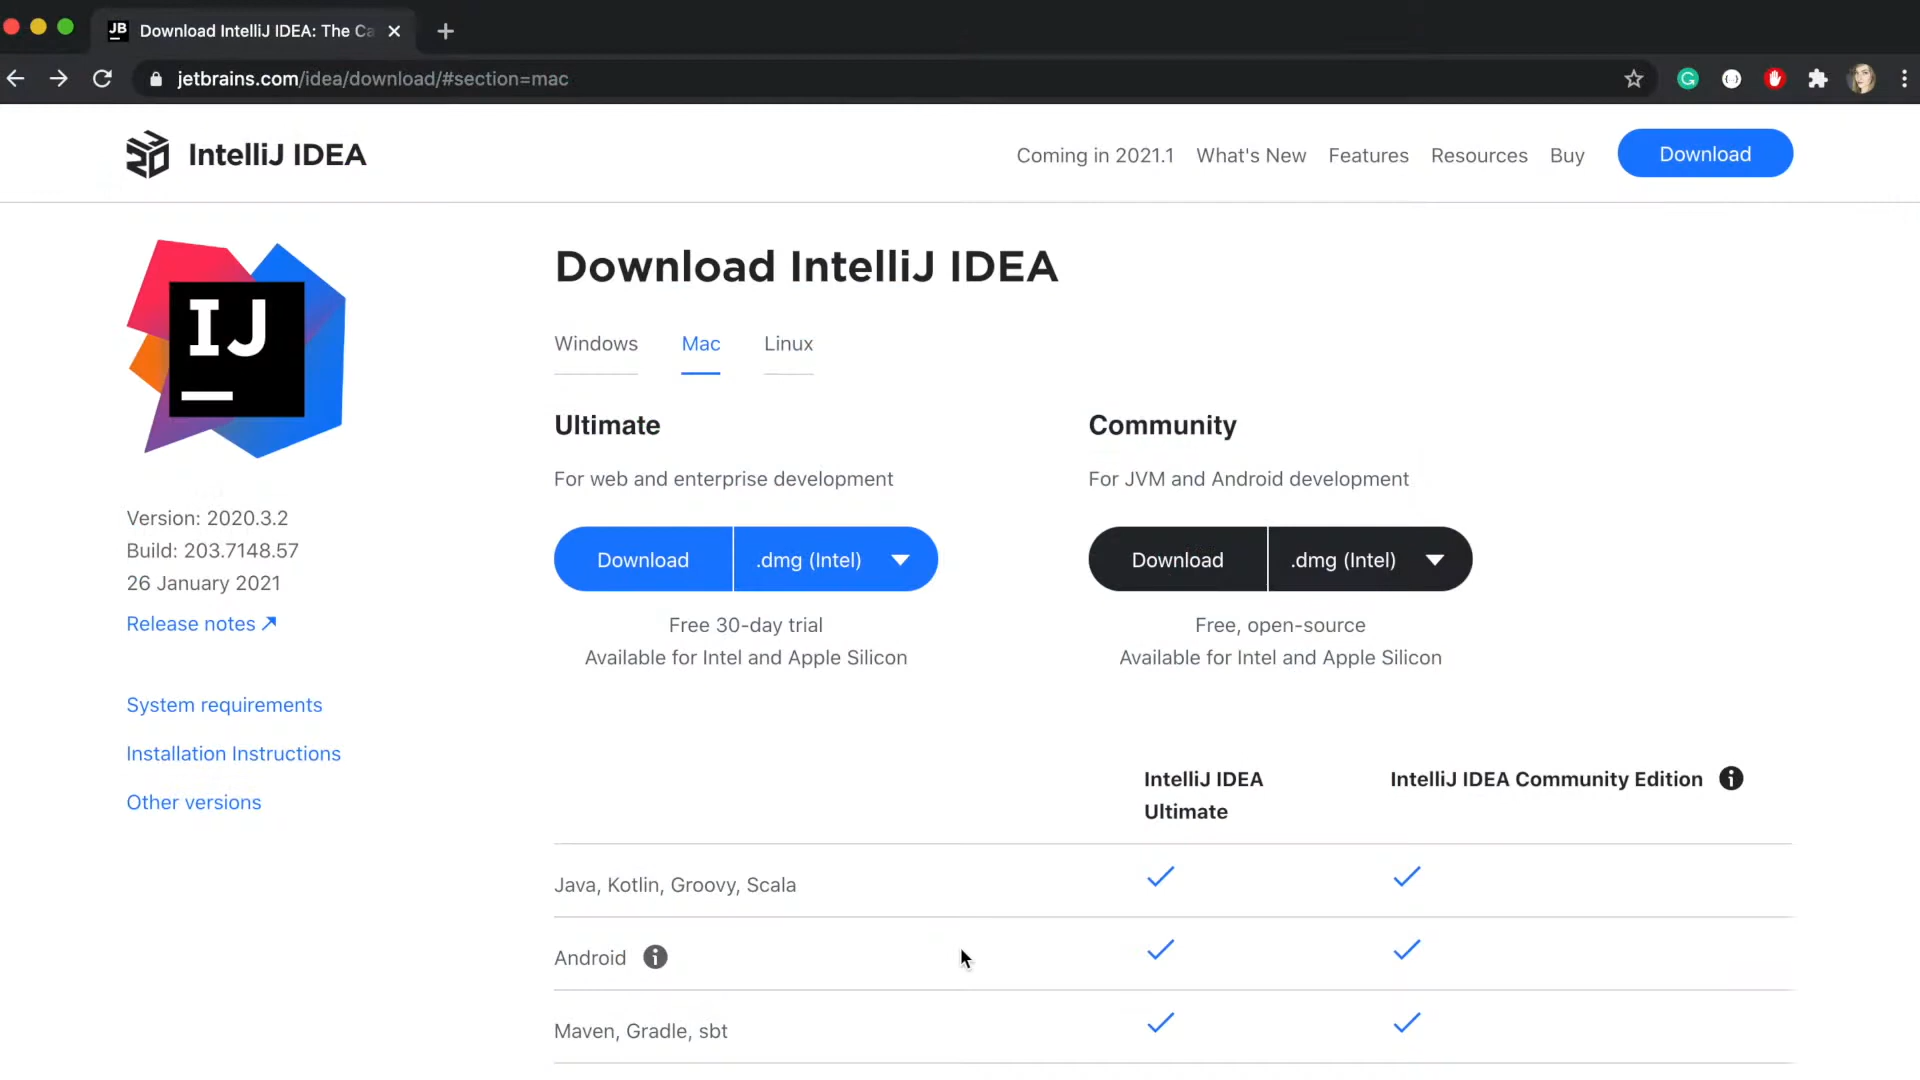 JB
Download IntelliJ IDEA: The Ca
jetbrains.com/idea/download/#section=mac
IntelliJ IDEA
Coming in 2021.1
What's New
Features
Resources
Buy
Download
IJ
Download IntelliJ IDEA
Windows
Mac
Linux
Ultimate
For web and enterprise development
Download
.dmg (Intel)
Free 30-day trial
Available for Intel and Apple Silicon
Community
For JVM and Android development
Download
.dmg (Intel)
Free, open-source
Available for Intel and Apple Silicon
Version: 2020.3.2
Build: 203.7148.57
26 January 2021
Release notes ↗
System requirements
Installation Instructions
Other versions
IntelliJ IDEA
Ultimate
IntelliJ IDEA Community Edition
Java, Kotlin, Groovy, Scala
Android
Maven, Gradle, sbt